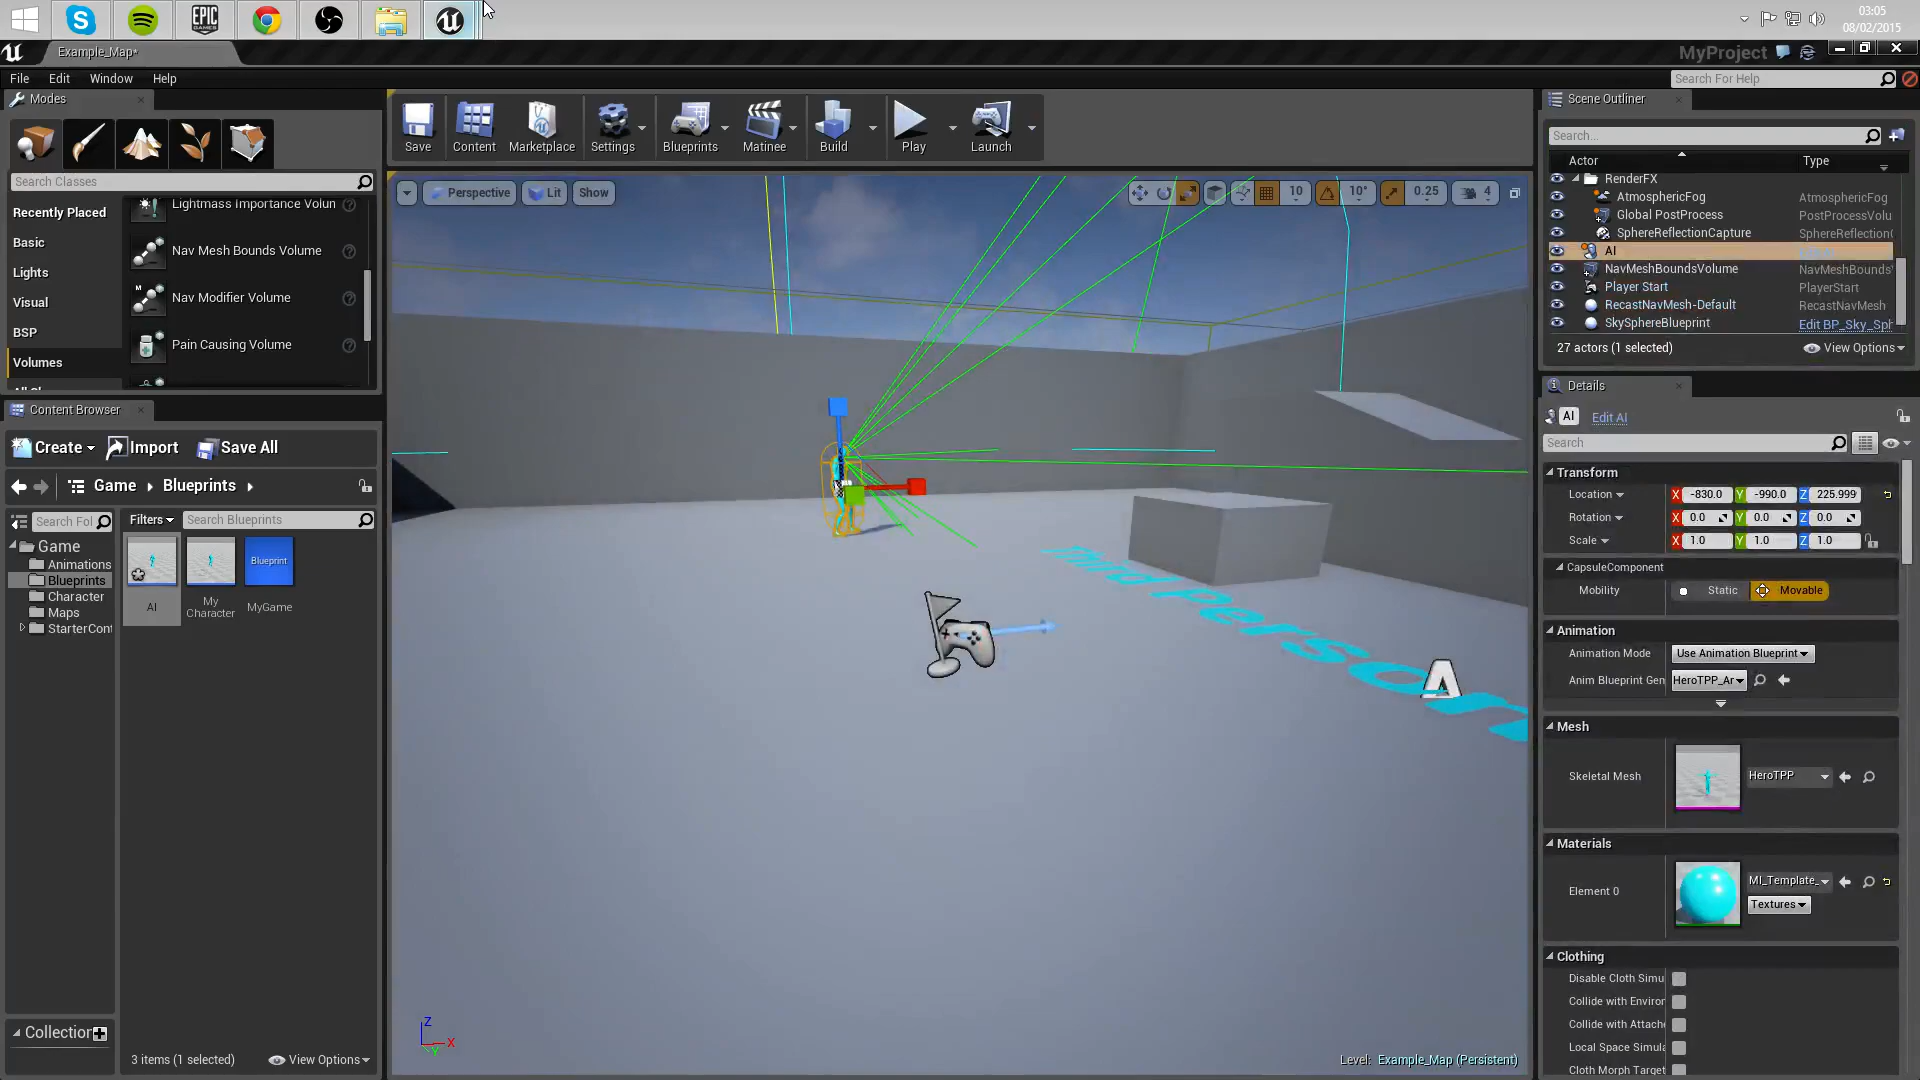 EPIC GAMES
03:05
08/02/2015
Example_Map*
MyProject
File Edit Window Help
Search For Help
Modes
Save Content Marketplace Settings Blueprints Matinee Build Play Launch
Scene Outliner
Search...
Search Classes
Actor Type
Perspective Lit Show 10 10° 0.25 4
Recently Placed
Basic
Lights
Visual
BSP
Volumes
Lightmass Importance Volun
Nav Mesh Bounds Volume
Nav Modifier Volume
Pain Causing Volume
RenderFX
AtmosphericFog AtmosphericFog
Global PostProcess PostProcessVolu
SphereReflectionCapture SphereReflection
AI
NavMeshBoundsVolume NavMeshBounds
Player Start PlayerStart
RecastNavMesh-Default RecastNavMesh
SkySphereBlueprint Edit BP_Sky_Sph
27 actors (1 selected) View Options
Details
AI Edit AI
Search
Content Browser
Create Import Save All
Game Blueprints
Search Fol Filters Search Blueprints
Game
Animations
Blueprints
Character
Maps
StarterCont
Blueprint
AI
My Character
MyGame
Transform
Location X -830.0 Y -990.0 Z 225.999
Rotation X 0.0 Y 0.0 Z 0.0
Scale X 1.0 Y 1.0 Z 1.0
CapsuleComponent
Mobility Static Movable
Animation
Animation Mode Use Animation Blueprint
Anim Blueprint Gen HeroTPP_Ar
Mesh
Skeletal Mesh HeroTPP
Materials
Element 0 MI_Template_
Textures
Clothing
Disable Cloth Simu
Collide with Enviror
Collide with Attache
Local Space Simula
Cloth Morph Target
Third Person
Z
X
Y
Collection
3 items (1 selected) View Options
Level: Example_Map (Persistent)